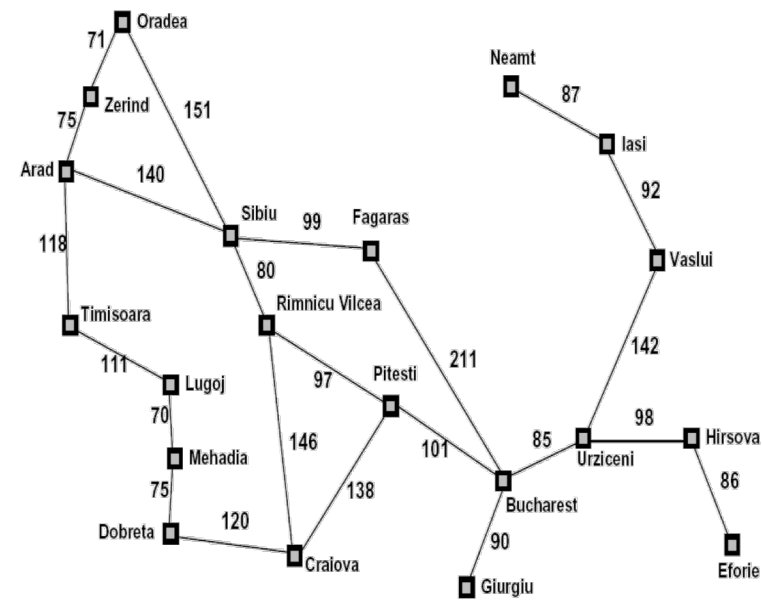 Oradea
71
Neamt
87
Zerind
151
75
Iasi
Arad
140
92
Sibiu
99
Fagaras
118
80
Vaslui
Rimnicu Vilcea
Timisoara
142
211
111
97
Pitesti
Lugoj
70
98
146
101
85
Hirsova
Mehadia
Urziceni
75
138
86
Bucharest
120
Dobreta
90
Craiova
Eforie
Giurgiu